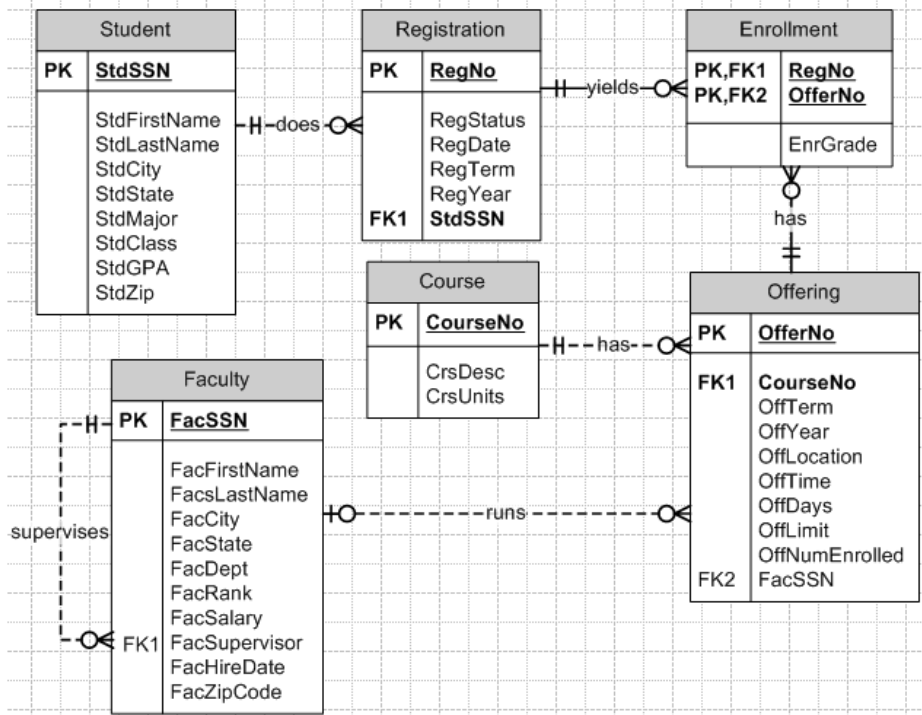 Student
PK StdSSN
StdFirstName
StdLastName
StdCity
StdState
StdMajor
StdClass
StdGPA
StdZip
does
Registration
PK RegNo
RegStatus
RegDate
RegTerm
RegYear
FK1 StdSSN
yields
Enrollment
PK,FK1 RegNo
PK,FK2 OfferNo
EnrGrade
has
Course
PK CourseNo
CrsDesc
CrsUnits
has
Offering
PK OfferNo
FK1 CourseNo
OffTerm
OffYear
OffLocation
OffTime
OffDays
OffLimit
OffNumEnrolled
FK2 FacSSN
Faculty
PK FacSSN
FacFirstName
FacsLastName
FacCity
FacState
FacDept
FacRank
FacSalary
FK1 FacSupervisor
FacHireDate
FacZipCode
supervises
runs